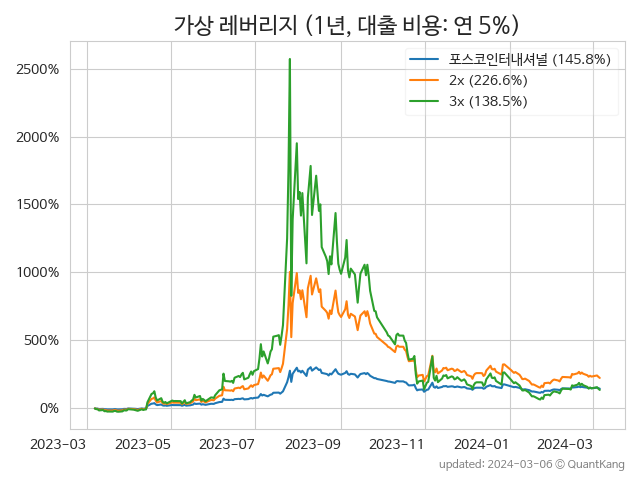 가상 레버리지 (1년, 대출 비용: 연 5%)
포스코인터내셔널 (145.8%)
2x (226.6%)
3x (138.5%)
2500%
2000%
1500%
1000%
500%
0%
2023-03 2023-05 2023-07 2023-09 2023-11 2024-01 2024-03
updated: 2024-03-06 © QuantKang